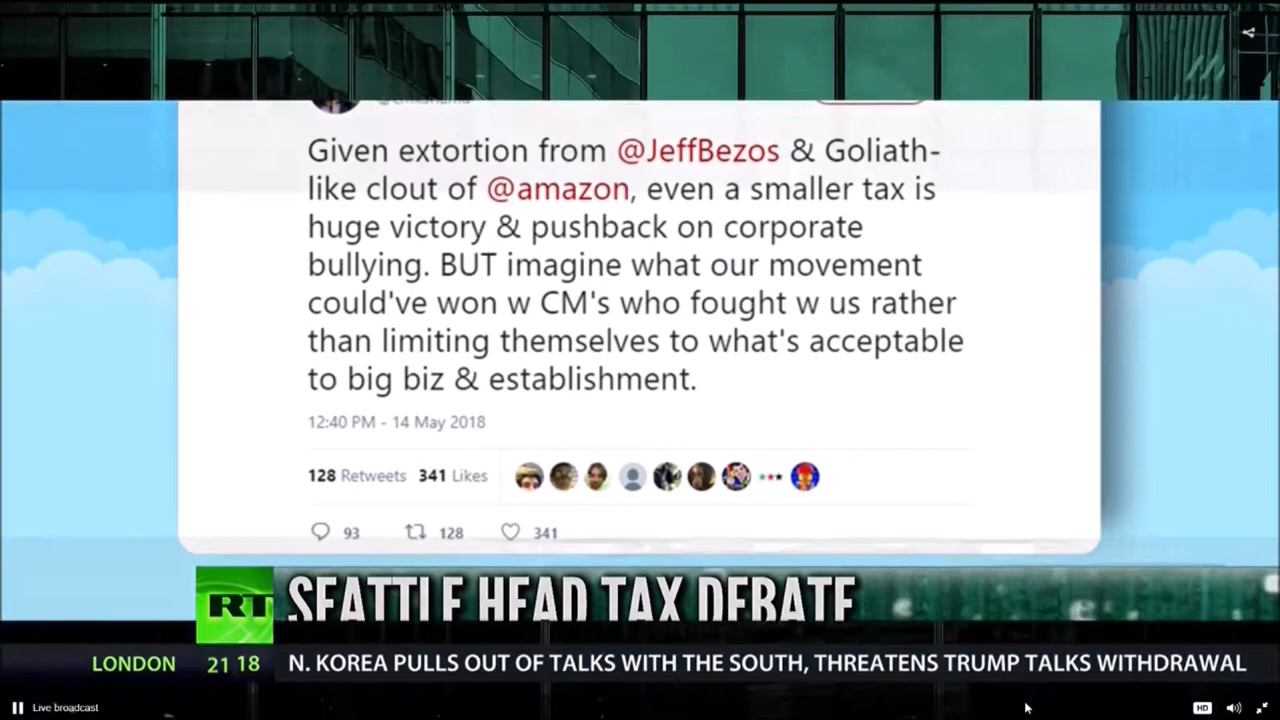 Given extortion from @JeffBezos & Goliath-
like clout of @amazon, even a smaller tax is
huge victory & pushback on corporate
bullying. BUT imagine what our movement
could've won w CM's who fought w us rather
than limiting themselves to what's acceptable
to big biz & establishment.
12:40 PM - 14 May 2018
128 Retweets 341 Likes
93 128 341
RT SEATTLE HEAD TAX DEBATE
LONDON 21 18 N. KOREA PULLS OUT OF TALKS WITH THE SOUTH, THREATENS TRUMP TALKS WITHDRAWAL
Live broadcast HD